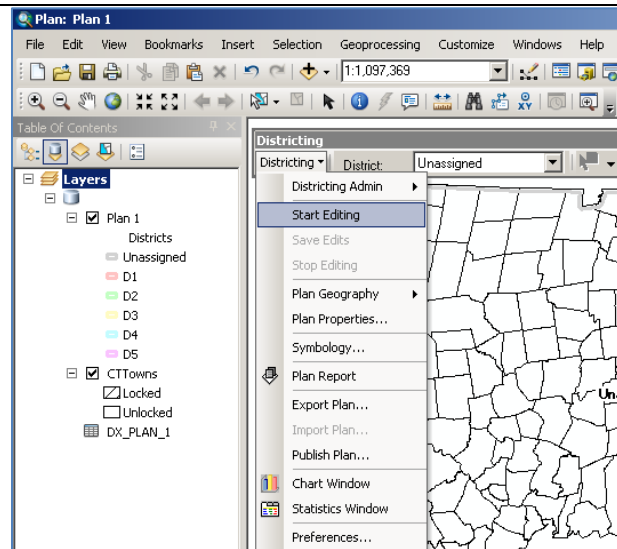 Plan: Plan 1
File Edit View Bookmarks Insert Selection Geoprocessing Customize Windows Help
1:1,097,369
Table Of Contents
Layers
Plan 1
Districts
Unassigned
D1
D2
D3
D4
D5
CTTowns
Locked
Unlocked
DX_PLAN_1
Districting
Districting District: Unassigned
Districting Admin
Start Editing
Save Edits
Stop Editing
Plan Geography
Plan Properties...
Symbology...
Plan Report
Export Plan...
Import Plan...
Publish Plan...
Chart Window
Statistics Window
Preferences...
Un